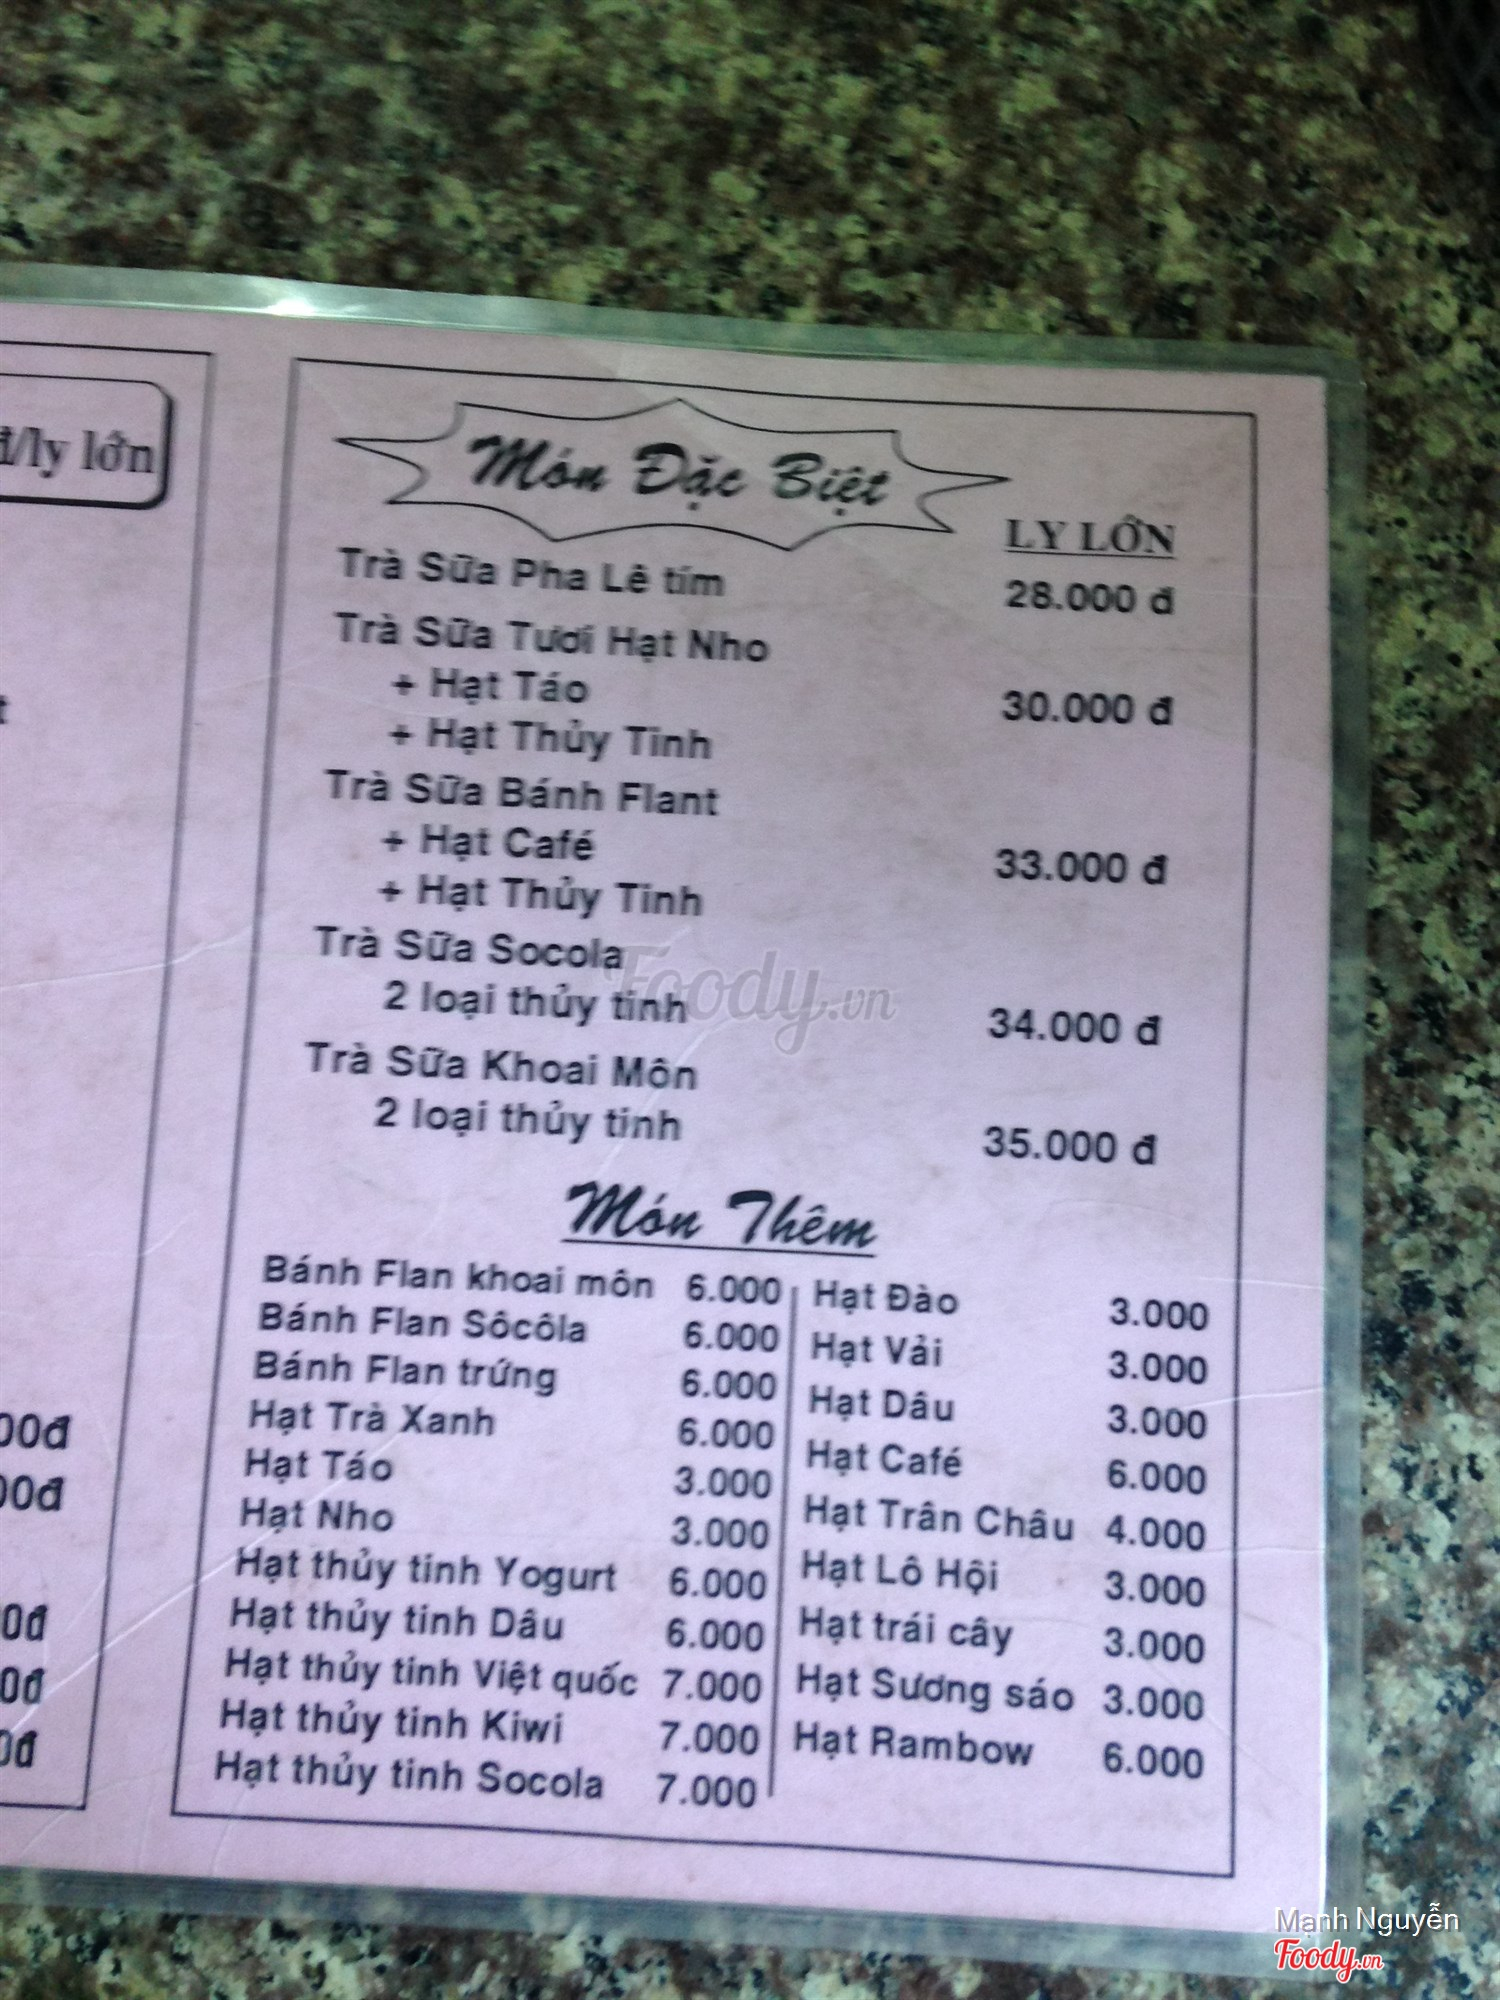 đ/ly lớn
Món Đặc Biệt
LY LỚN
Trà Sữa Pha Lê tím 28.000 đ
Trà Sữa Tươi Hạt Nho
+ Hạt Táo 30.000 đ
+ Hạt Thủy Tinh
Trà Sữa Bánh Flant
+ Hạt Café 33.000 đ
+ Hạt Thủy Tinh
Trà Sữa Socola
2 loại thủy tinh 34.000 đ
Trà Sữa Khoai Môn
2 loại thủy tinh 35.000 đ
Món Thêm
Bánh Flan khoai môn 6.000
Bánh Flan Sôcôla 6.000
Bánh Flan trứng 6.000
Hạt Trà Xanh 6.000
Hạt Táo 3.000
Hạt Nho 3.000
Hạt thủy tinh Yogurt 6.000
Hạt thủy tinh Dâu 6.000
Hạt thủy tinh Việt quốc 7.000
Hạt thủy tinh Kiwi 7.000
Hạt thủy tinh Socola 7.000
Hạt Đào 3.000
Hạt Vải 3.000
Hạt Dâu 3.000
Hạt Café 6.000
Hạt Trân Châu 4.000
Hạt Lô Hội 3.000
Hạt trái cây 3.000
Hạt Sương sáo 3.000
Hạt Rambow 6.000
Foody.vn
Mạnh Nguyễn
Foody.vn